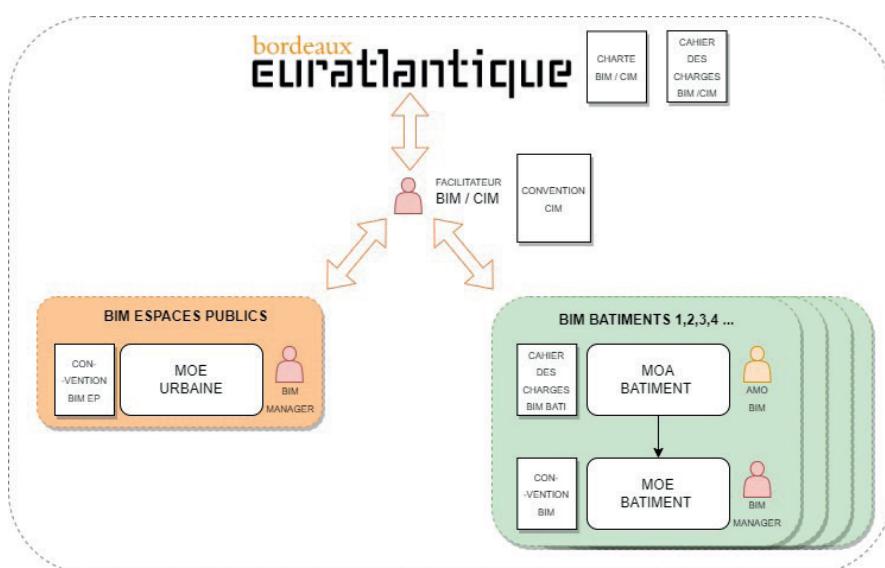 bordeaux
euratlantique
CHARTE
BIM / CIM
CAHIER
DES
CHARGES
BIM /CIM
FACILITATEUR
BIM / CIM
CONVENTION
CIM
BIM ESPACES PUBLICS
CON-
-VENTION
BIM EP
MOE
URBAINE
BIM
MANAGER
BIM BATIMENTS 1,2,3,4 ...
CAHIER
DES
CHARGES
BIM BATI
MOA
BATIMENT
AMO
BIM
CON-
-VENTION
BIM
MOE
BATIMENT
BIM
MANAGER